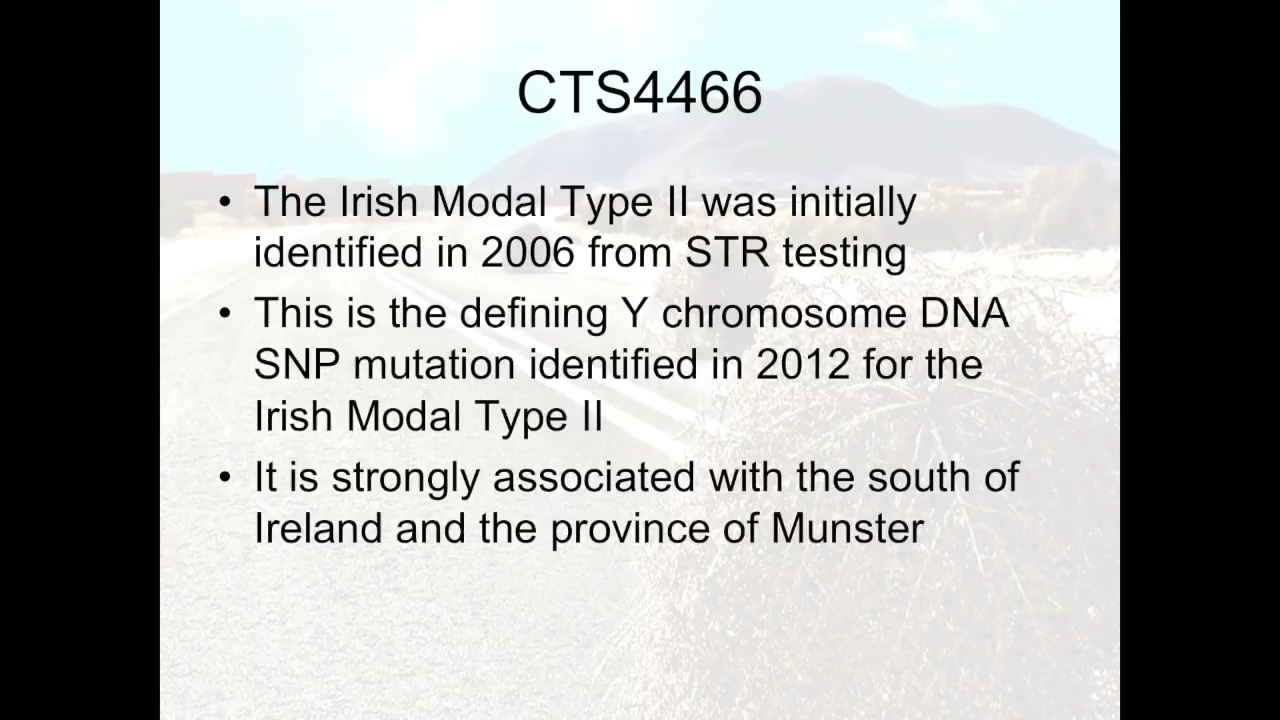 CTS4466
• The Irish Modal Type II was initially
identified in 2006 from STR testing
• This is the defining Y chromosome DNA
SNP mutation identified in 2012 for the
Irish Modal Type II
• It is strongly associated with the south of
Ireland and the province of Munster